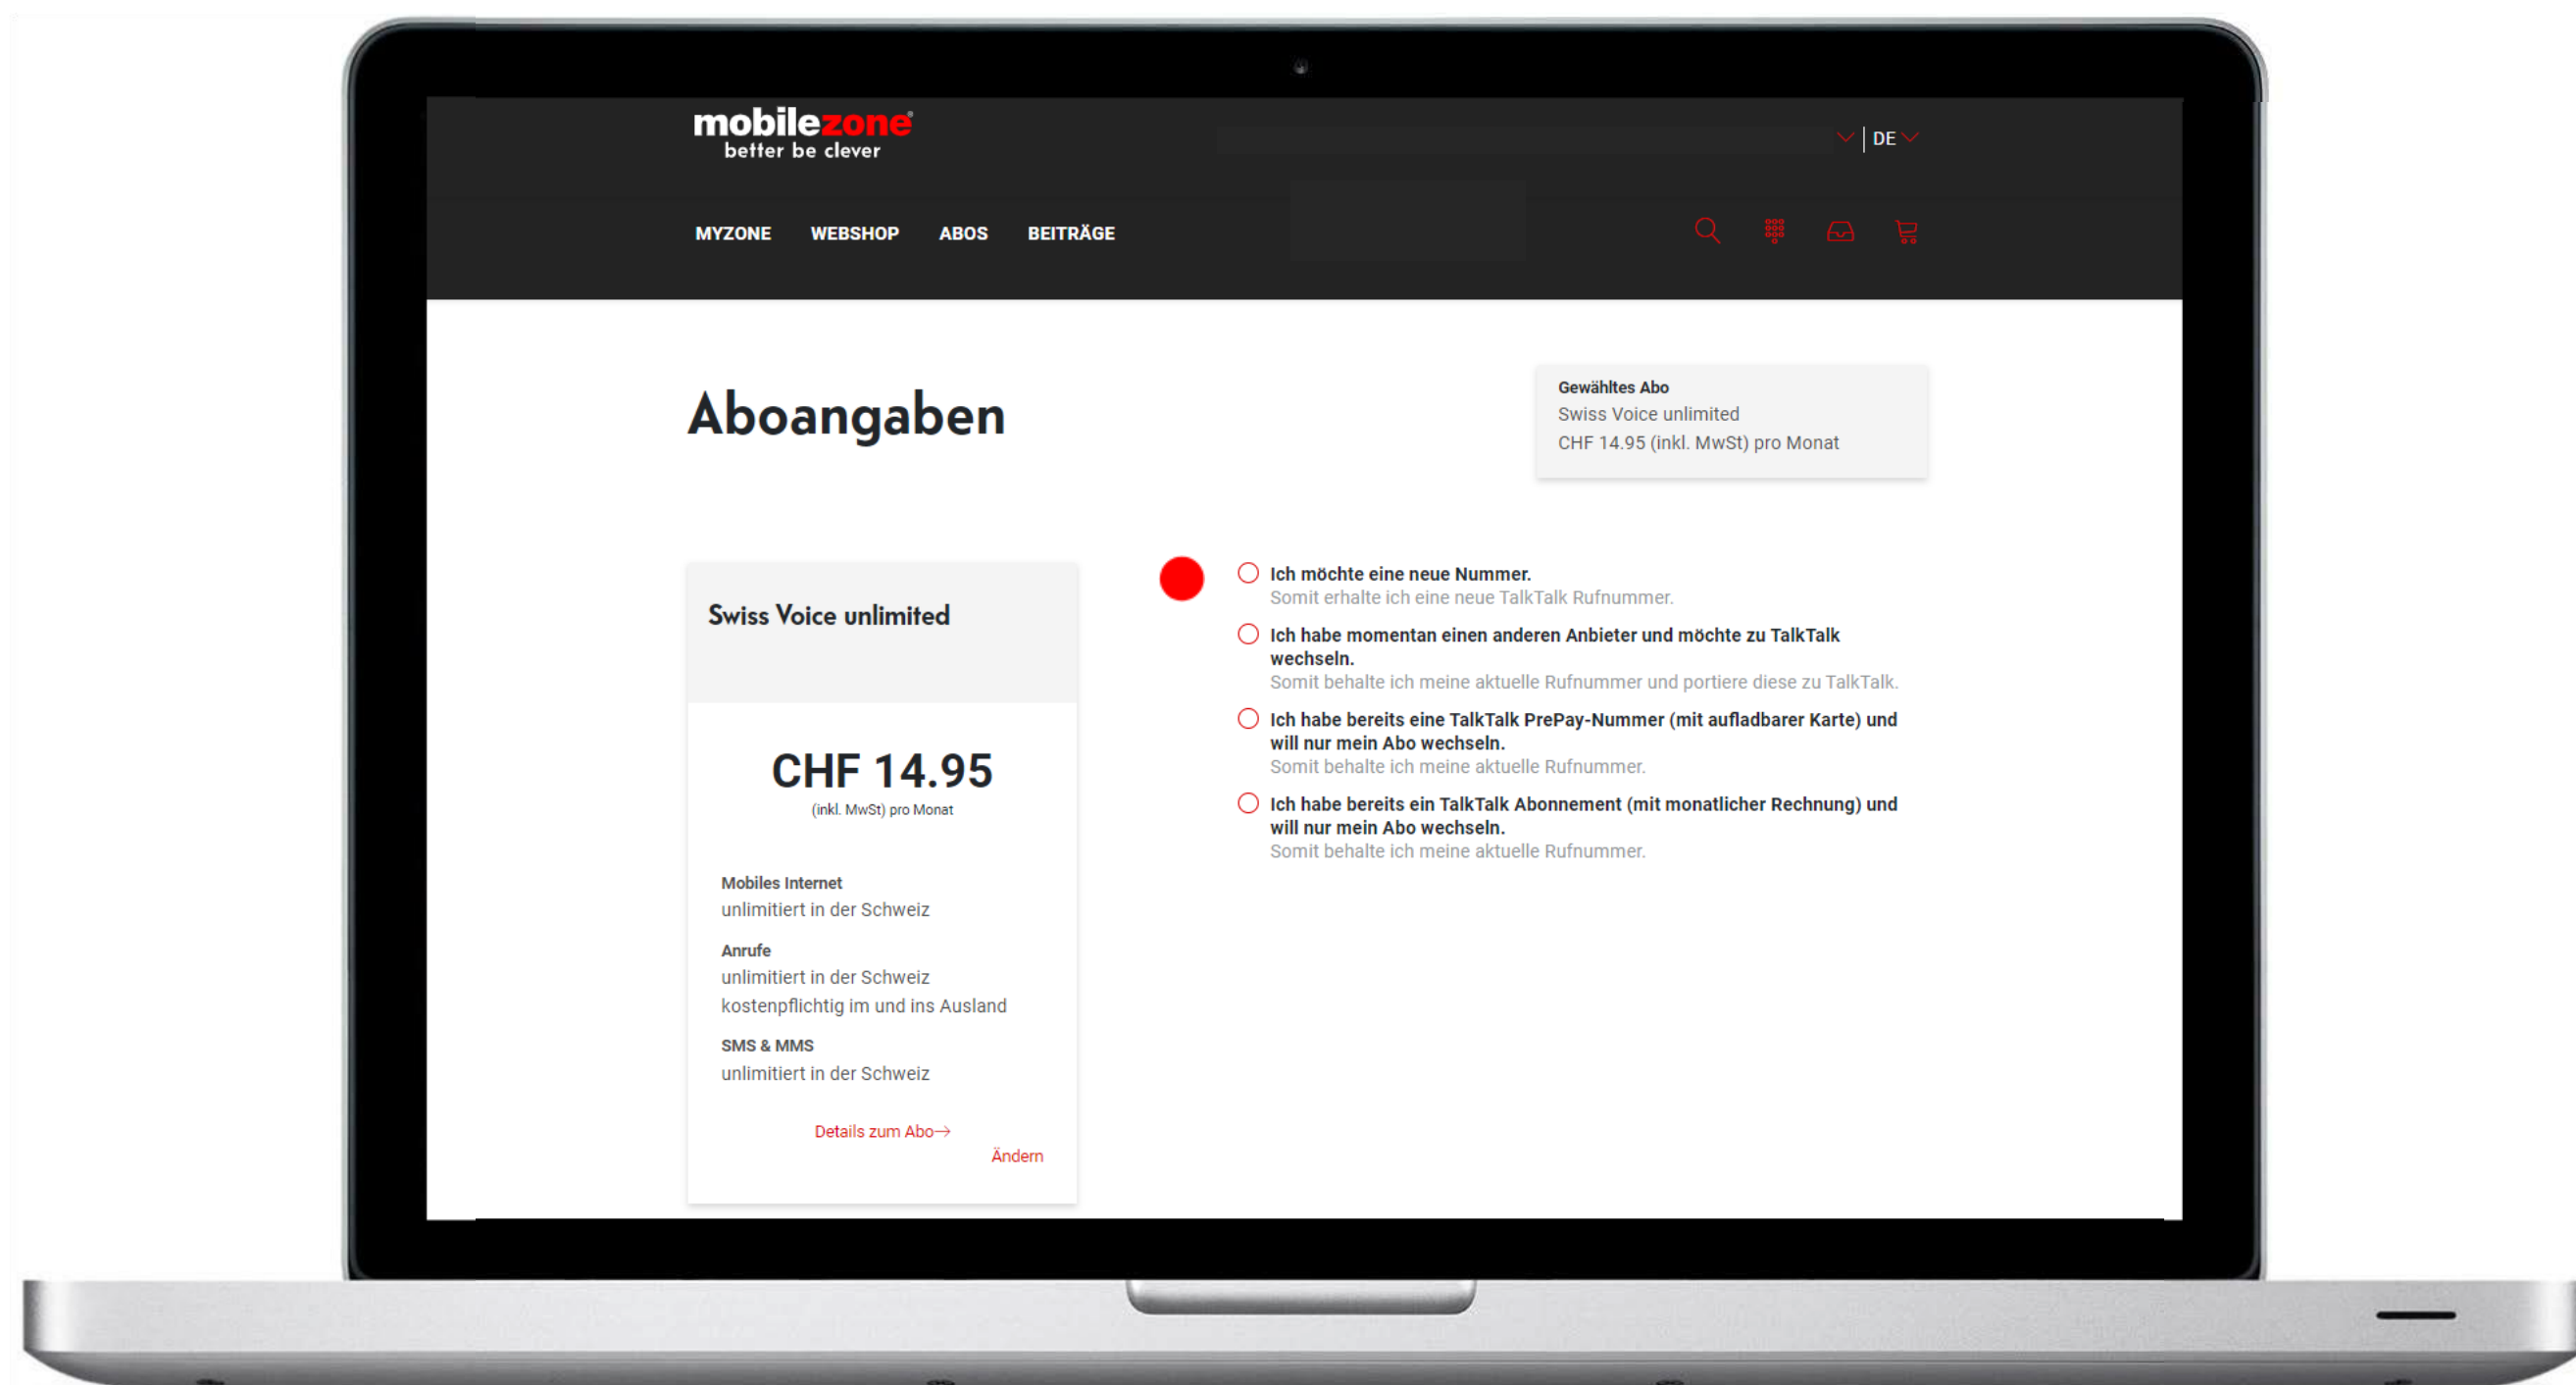 mobilezone
better be clever
DE
MYZONE WEBSHOP ABOS BEITRÄGE
Aboangaben
Gewähltes Abo
Swiss Voice unlimited
CHF 14.95 (inkl. MwSt) pro Monat
Swiss Voice unlimited
CHF 14.95
(inkl. MwSt) pro Monat
Mobiles Internet
unlimitiert in der Schweiz
Anrufe
unlimitiert in der Schweiz
kostenpflichtig im und ins Ausland
SMS & MMS
unlimitiert in der Schweiz
Details zum Abo→
Ändern
Ich möchte eine neue Nummer.
Somit erhalte ich eine neue TalkTalk Rufnummer.
Ich habe momentan einen anderen Anbieter und möchte zu TalkTalk
wechseln.
Somit behalte ich meine aktuelle Rufnummer und portiere diese zu TalkTalk.
Ich habe bereits eine TalkTalk PrePay-Nummer (mit aufladbarer Karte) und
will nur mein Abo wechseln.
Somit behalte ich meine aktuelle Rufnummer.
Ich habe bereits ein TalkTalk Abonnement (mit monatlicher Rechnung) und
will nur mein Abo wechseln.
Somit behalte ich meine aktuelle Rufnummer.